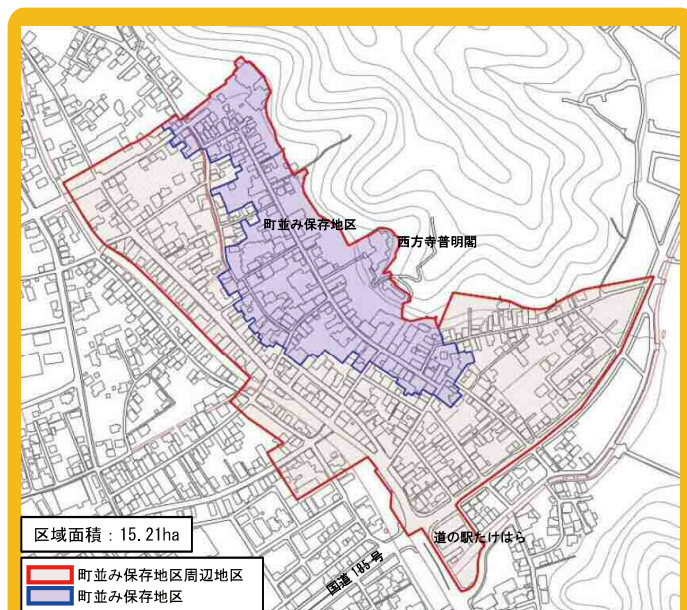 町並み保存地区
西方寺普明閣
道の駅たけはら
国道185号
区域面積：15.21ha
町並み保存地区周辺地区
町並み保存地区